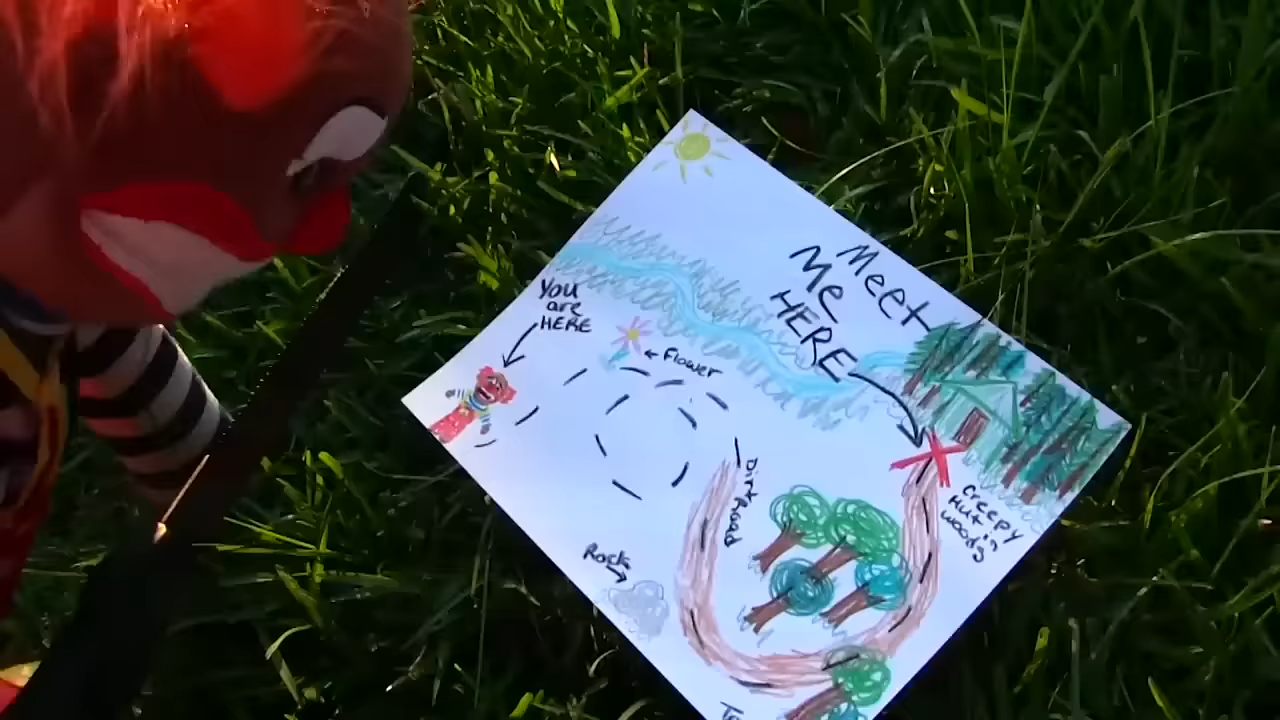 You
are
HERE
Meet
Me
HERE
Flower
Dirt Road
Rock
Creepy
Hut in
Woods